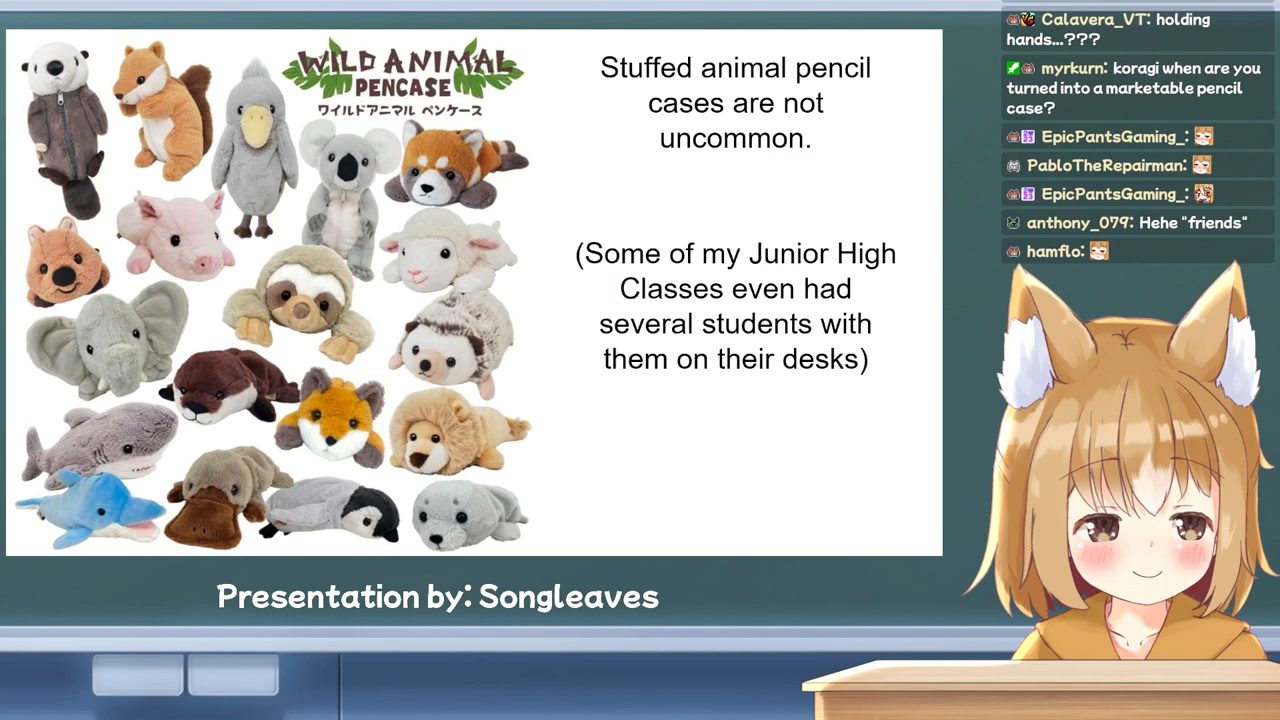 WILD ANIMAL
PENCASE
ワイルドアニマル ペンケース
Stuffed animal pencil
cases are not
uncommon.
(Some of my Junior High
Classes even had
several students with
them on their desks)
Presentation by: Songleaves
Calavera_VT: holding
hands...???
myrkurn: koragi when are you
turned into a marketable pencil
case?
EpicPantsGaming_:
PabloTheRepairman:
EpicPantsGaming_:
anthony_079: Hehe "friends"
hamflo: